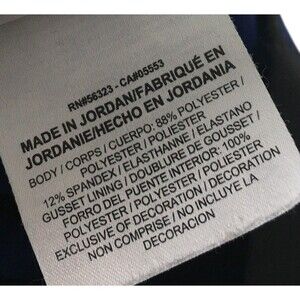 RN#56323 - CA#05553
MADE IN JORDAN/FABRIQUÉ EN
JORDANIE/HECHO EN JORDANIA
BODY / CORPS / CUERPO: 88% POLYESTER /
POLYESTER / POLIESTER
12% SPANDEX / ELASTHANNE / ELASTANO
GUSSET LINING / DOUBLURE DE GOUSSET /
FORRO DEL PUENTE INTERIOR: 100%
POLYESTER / POLYESTER / POLIESTER
EXCLUSIVE OF DECORATION / DECORATION
NON COMPRISE / NO INCLUYE LA
DECORACION